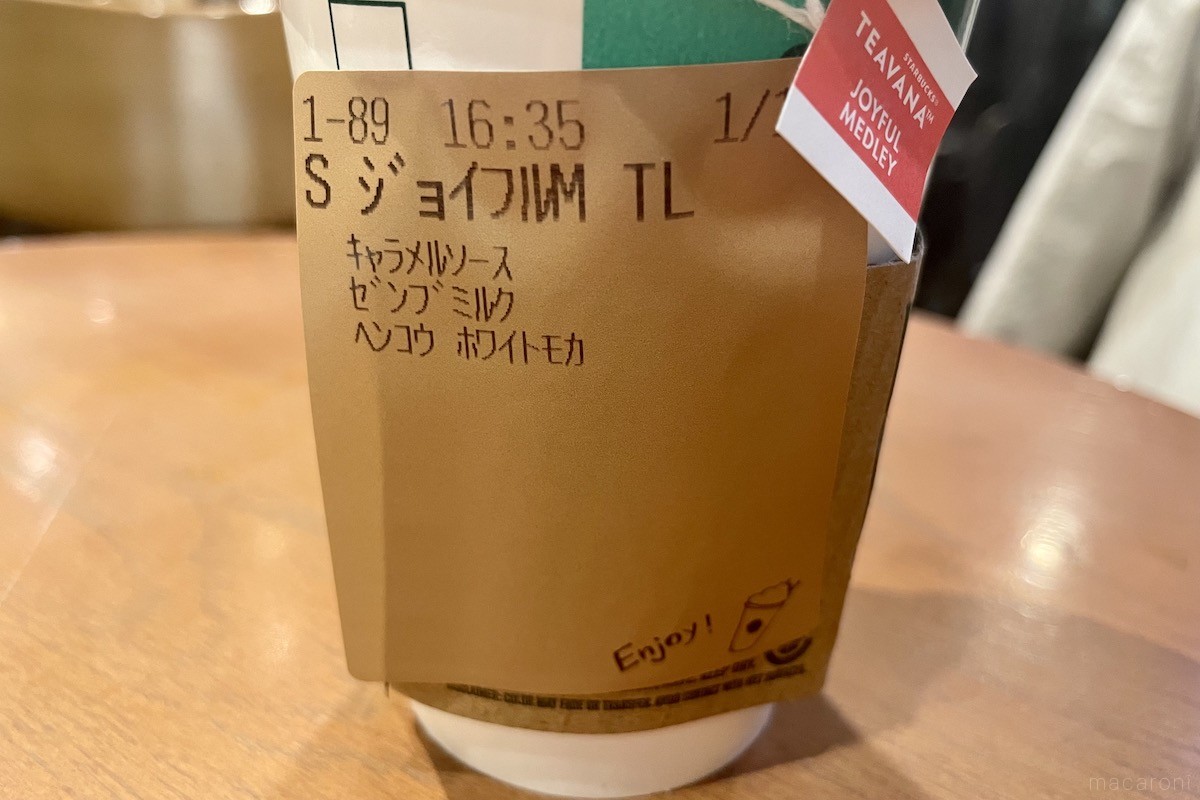 1-89 16:35 1/1
S ジョイフルM TL
キャラメルソース
ゼンブミルク
ヘンコウ ホワイトモカ
STARBUCKS®
TEAVANA™
JOYFUL
MEDLEY
Enjoy!
macaroni